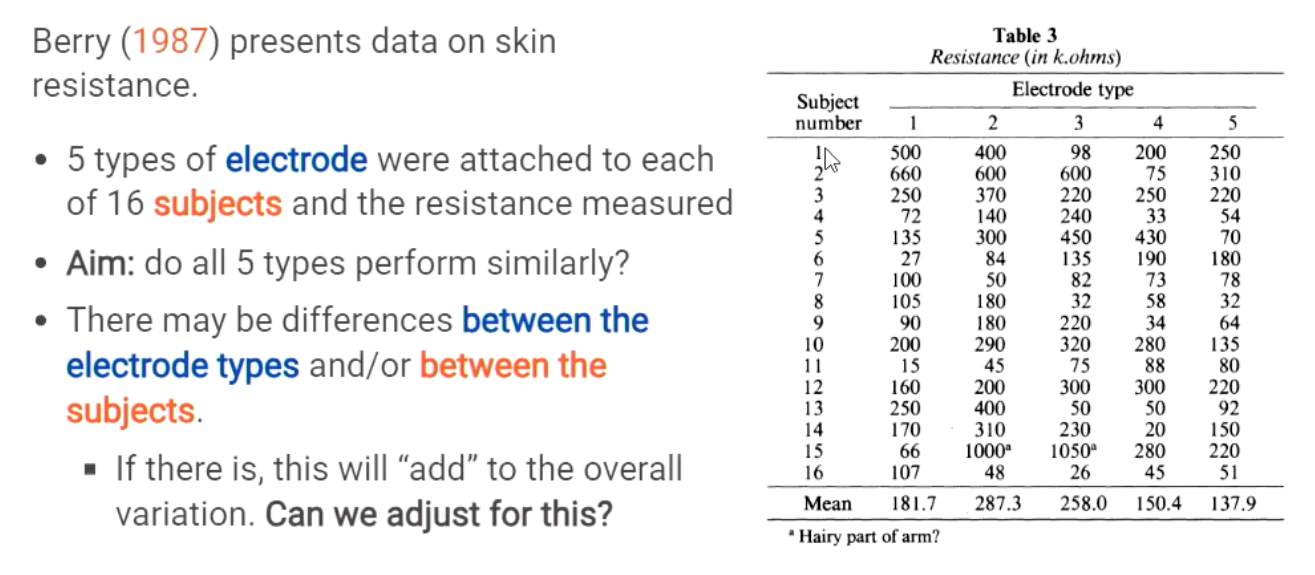 Berry (1987) presents data on skin
resistance.
• 5 types of electrode were attached to each
of 16 subjects and the resistance measured
• Aim: do all 5 types perform similarly?
• There may be differences between the
electrode types and/or between the
subjects.
▪ If there is, this will “add” to the overall
variation. Can we adjust for this?
Table 3
Resistance (in k.ohms)
Electrode type
Subject
number 1 2 3 4 5
1 500 400 98 200 250
2 660 600 600 75 310
3 250 370 220 250 220
4 72 140 240 33 54
5 135 300 450 430 70
6 27 84 135 190 180
7 100 50 82 73 78
8 105 180 32 58 32
9 90 180 220 34 64
10 200 290 320 280 135
11 15 45 75 88 80
12 160 200 300 300 220
13 250 400 50 50 92
14 170 310 230 20 150
15 66 1000ᵃ 1050ᵃ 280 220
16 107 48 26 45 51
Mean 181.7 287.3 258.0 150.4 137.9
ᵃ Hairy part of arm?